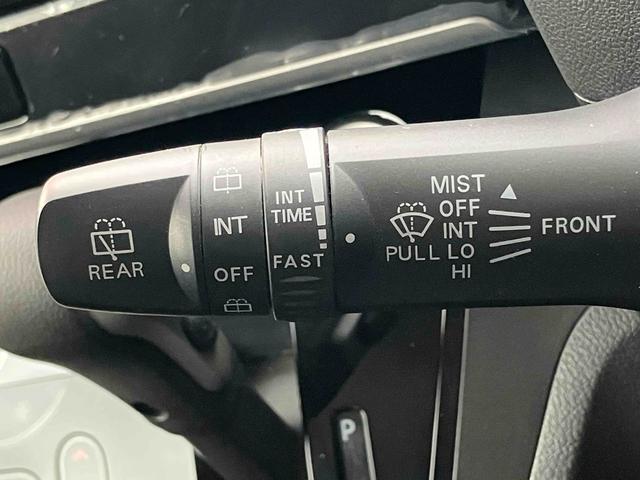 REAR
INT
OFF
INT
TIME
FAST
MIST
OFF
INT
PULL LO
HI
FRONT
P